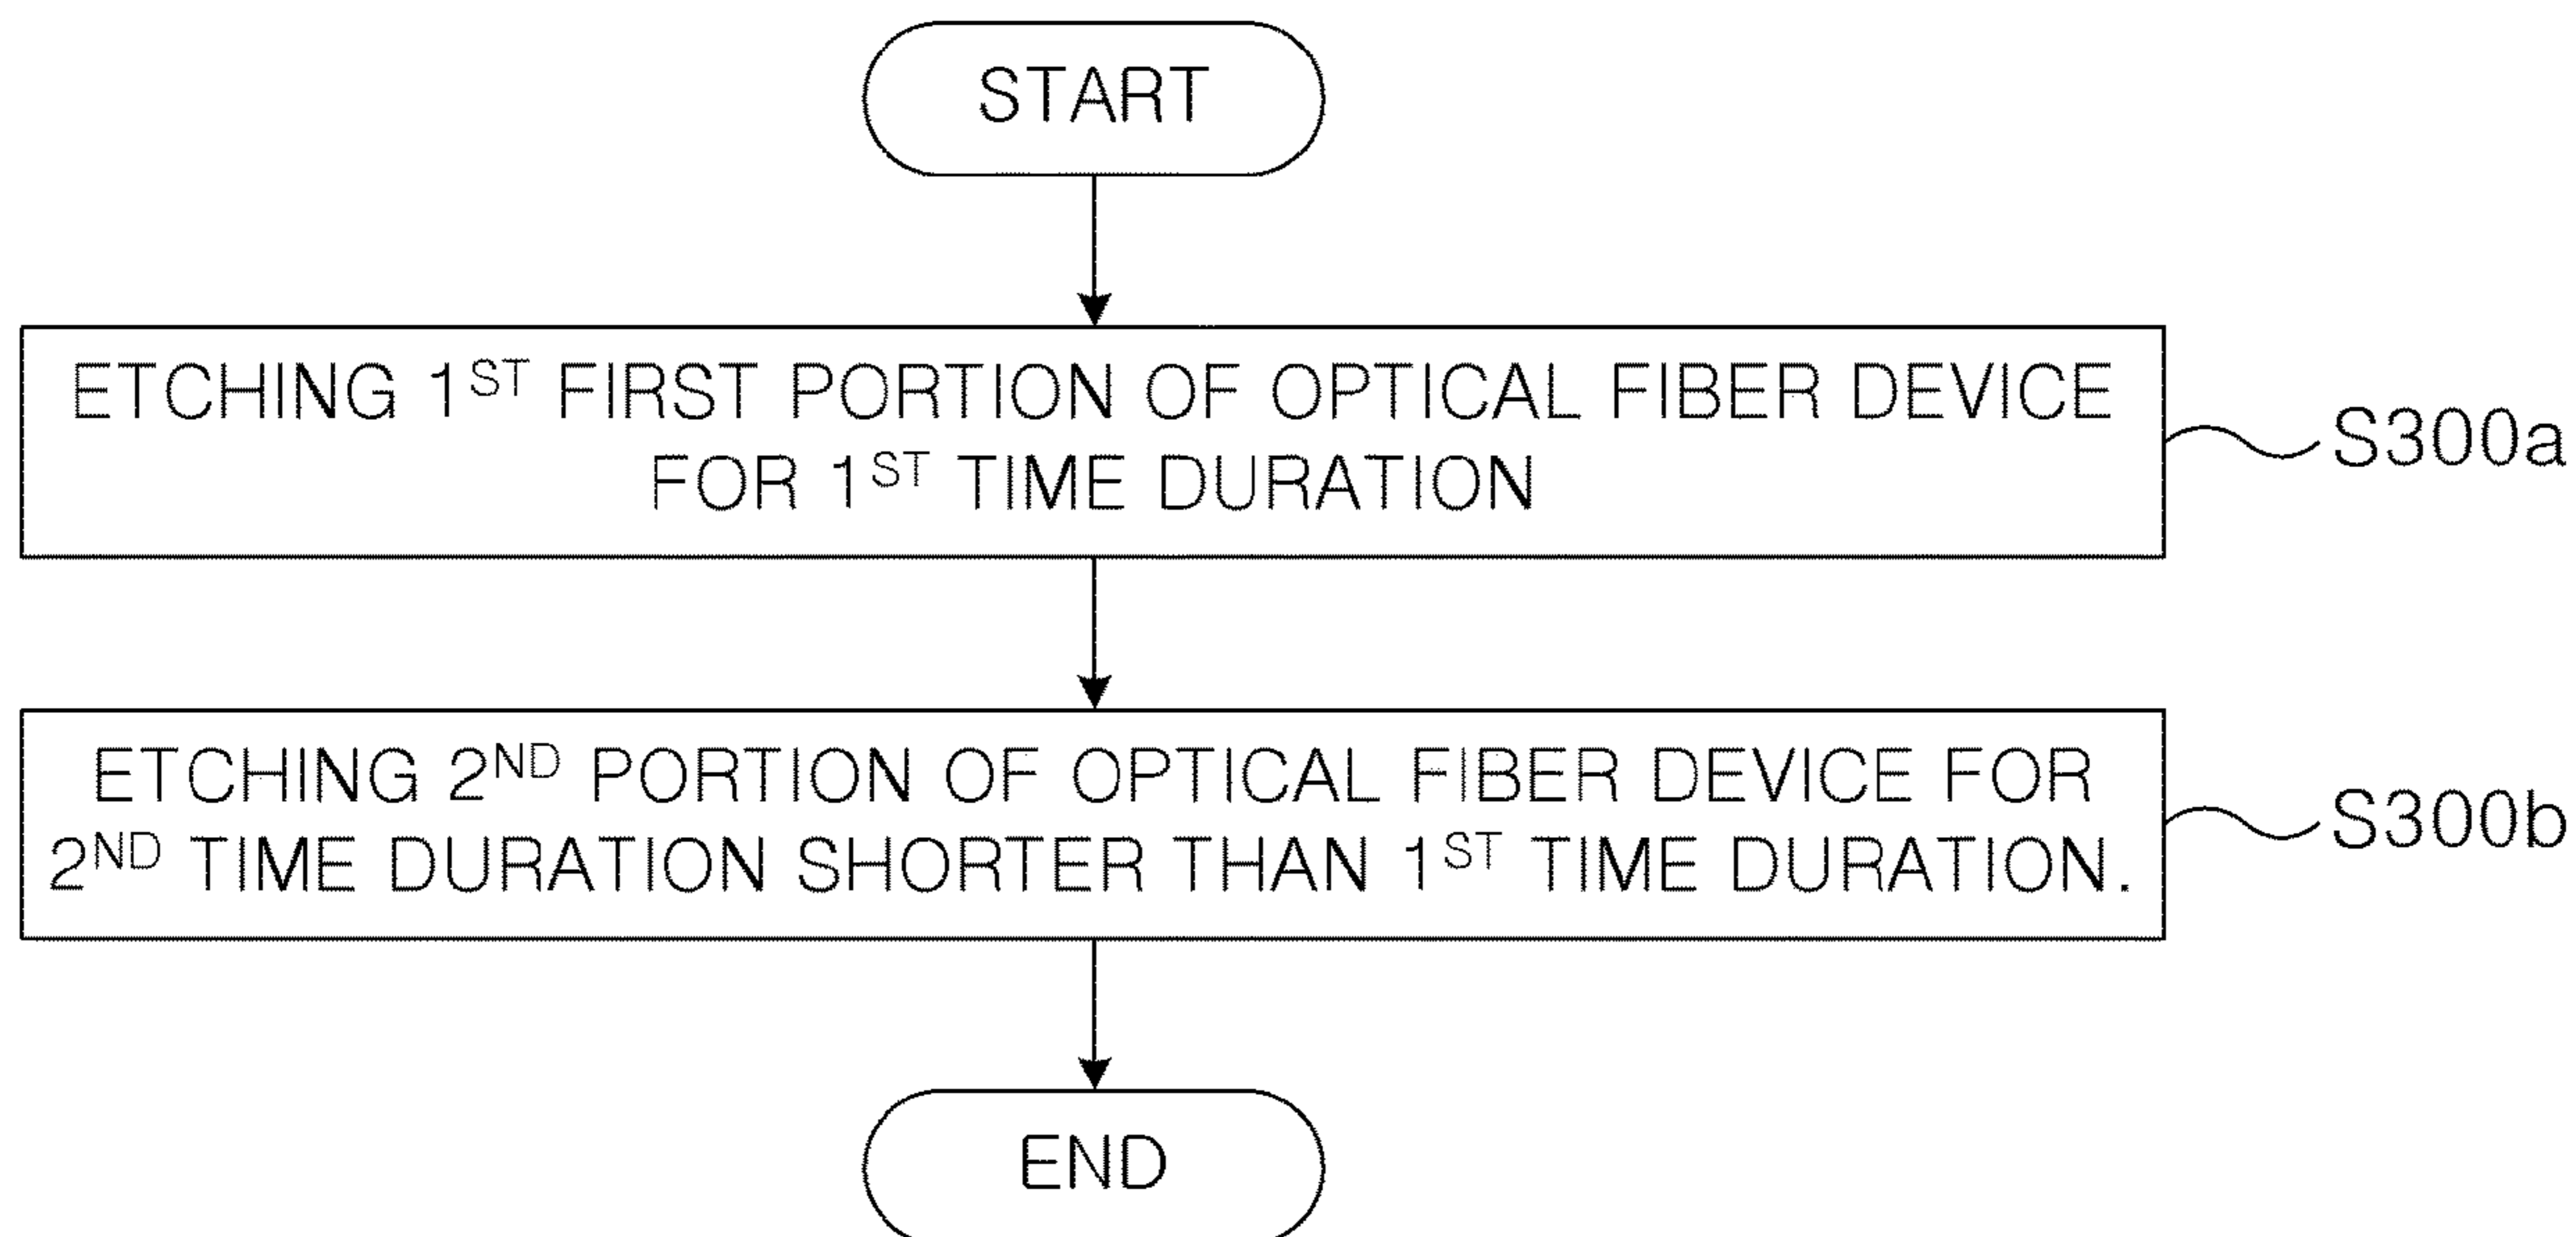 START
ETCHING 1ST FIRST PORTION OF OPTICAL FIBER DEVICE
FOR 1ST TIME DURATION
S300a
ETCHING 2ND PORTION OF OPTICAL FIBER DEVICE FOR
2ND TIME DURATION SHORTER THAN 1ST TIME DURATION.
S300b
END